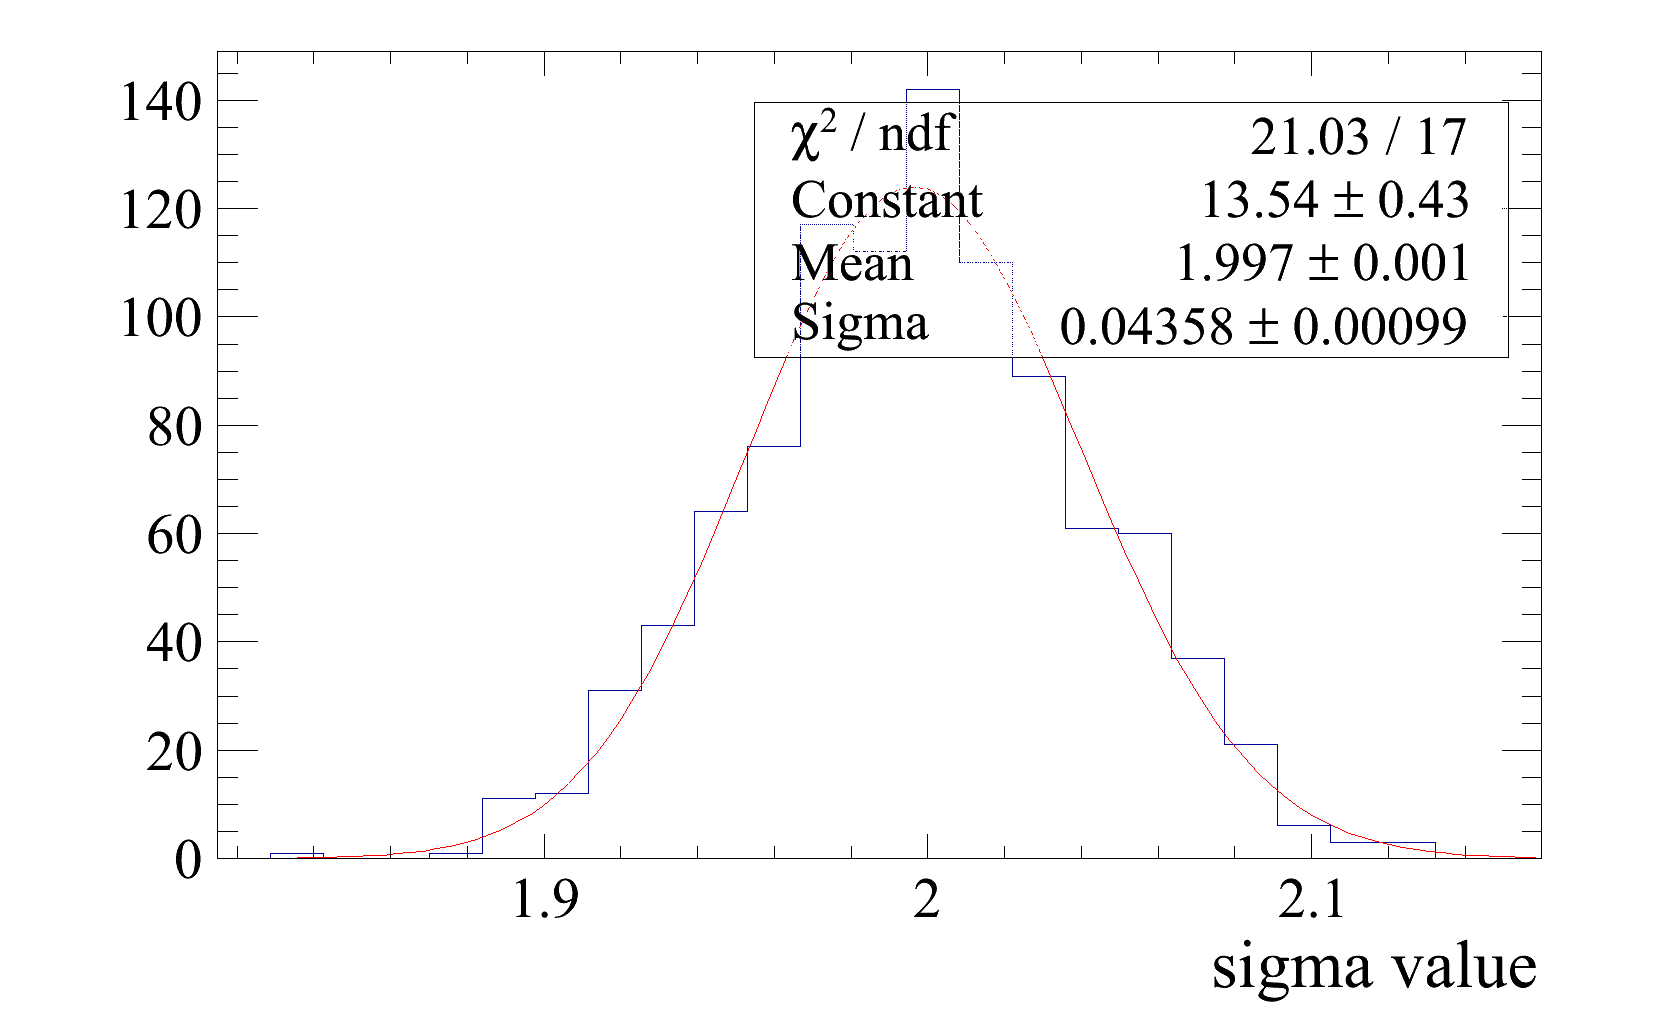 140
120
100
80
60
40
20
0
χ² / ndf 21.03 / 17
Constant 13.54 ± 0.43
Mean 1.997 ± 0.001
Sigma 0.04358 ± 0.00099
1.9 2 2.1
sigma value